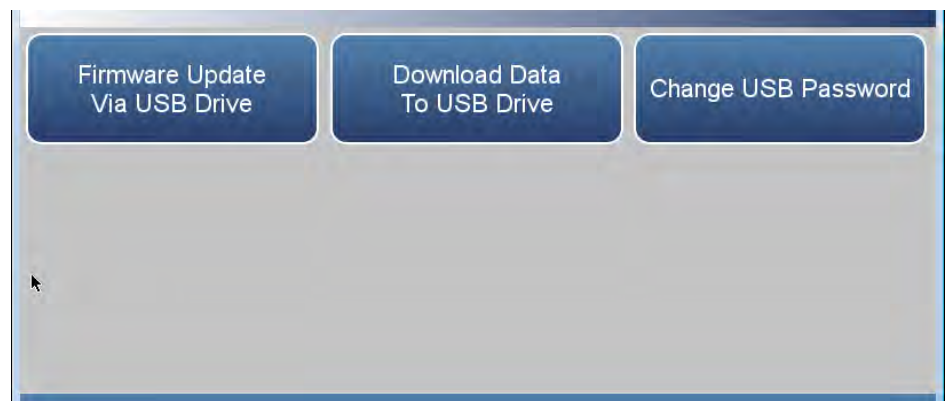 Firmware Update
Via USB Drive
Download Data
To USB Drive
Change USB Password